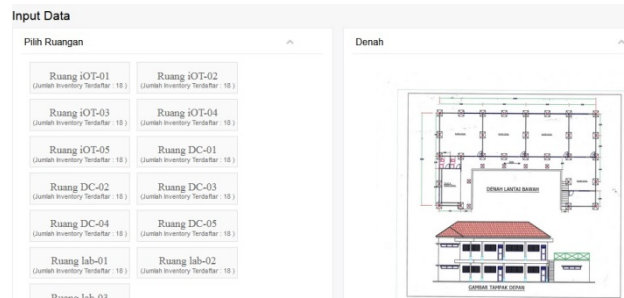 Input Data
Pilih Ruangan
Ruang iOT-01
(Jumlah Inventory Terdaftar : 18 )
Ruang iOT-02
(Jumlah Inventory Terdaftar : 18 )
Ruang iOT-03
(Jumlah Inventory Terdaftar : 18 )
Ruang iOT-04
(Jumlah Inventory Terdaftar : 18 )
Ruang iOT-05
(Jumlah Inventory Terdaftar : 18 )
Ruang DC-01
(Jumlah Inventory Terdaftar : 18 )
Ruang DC-02
(Jumlah Inventory Terdaftar : 18 )
Ruang DC-03
(Jumlah Inventory Terdaftar : 18 )
Ruang DC-04
(Jumlah Inventory Terdaftar : 18 )
Ruang DC-05
(Jumlah Inventory Terdaftar : 18 )
Ruang lab-01
(Jumlah Inventory Terdaftar : 18 )
Ruang lab-02
(Jumlah Inventory Terdaftar : 18 )
Ruang lab-03
Denah
DENAH LANTAI BAWAH
GAMBAR TAMPAK DEPAN